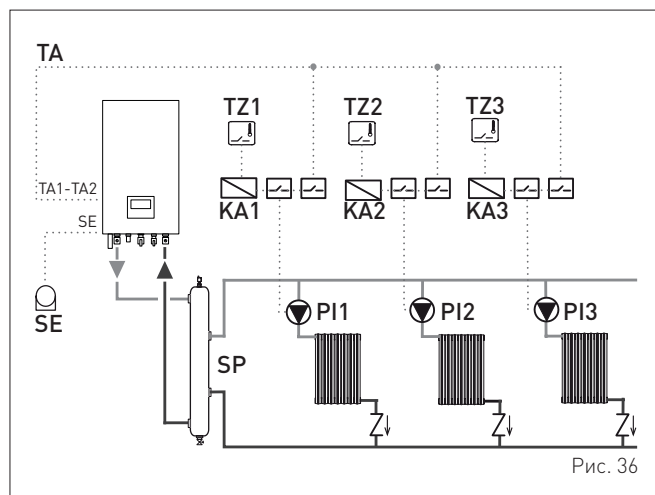 TA
TZ1 TZ2 TZ3
TA1-TA2
KA1 KA2 KA3
SE
SE
PI1 PI2 PI3
SP
Рис. 36